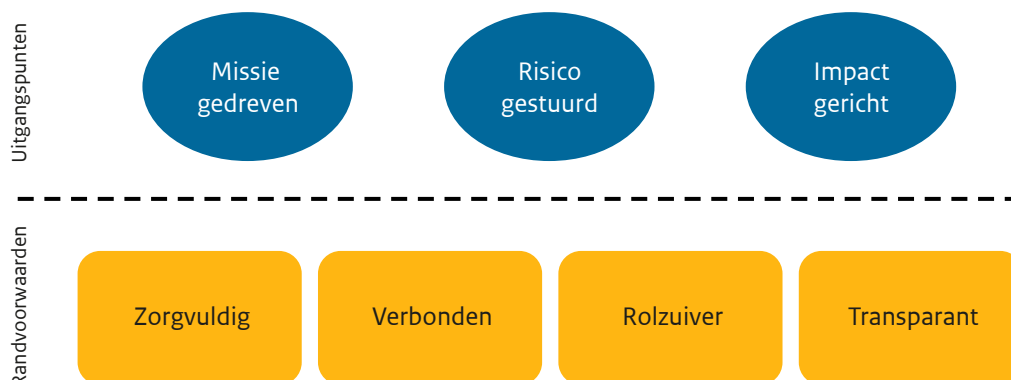 Uitgangspunten
Missie
gedreven
Risico
gestuurd
Impact
gericht
Randvoorwaarden
Zorgvuldig
Verbonden
Rolzuiver
Transparant